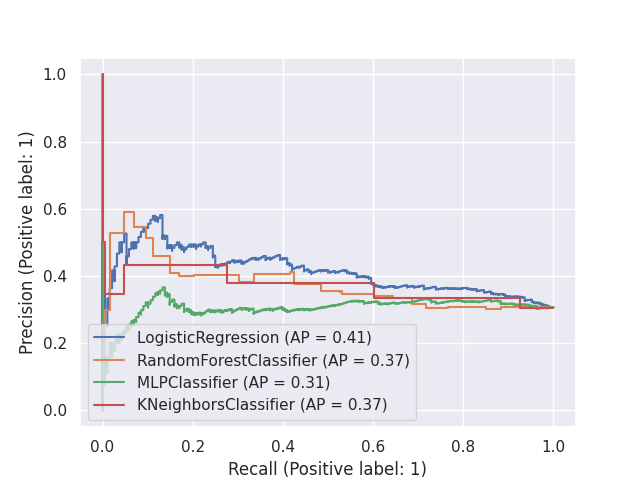 1.0
0.8
0.6
0.4
0.2
0.0
Precision (Positive label: 1)
LogisticRegression (AP = 0.41)
RandomForestClassifier (AP = 0.37)
MLPClassifier (AP = 0.31)
KNeighborsClassifier (AP = 0.37)
0.0 0.2 0.4 0.6 0.8 1.0
Recall (Positive label: 1)